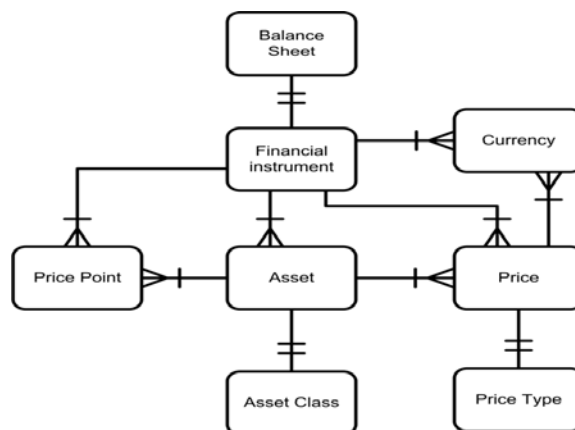 Balance
Sheet
Financial
instrument
Currency
Price Point
Asset
Price
Asset Class
Price Type